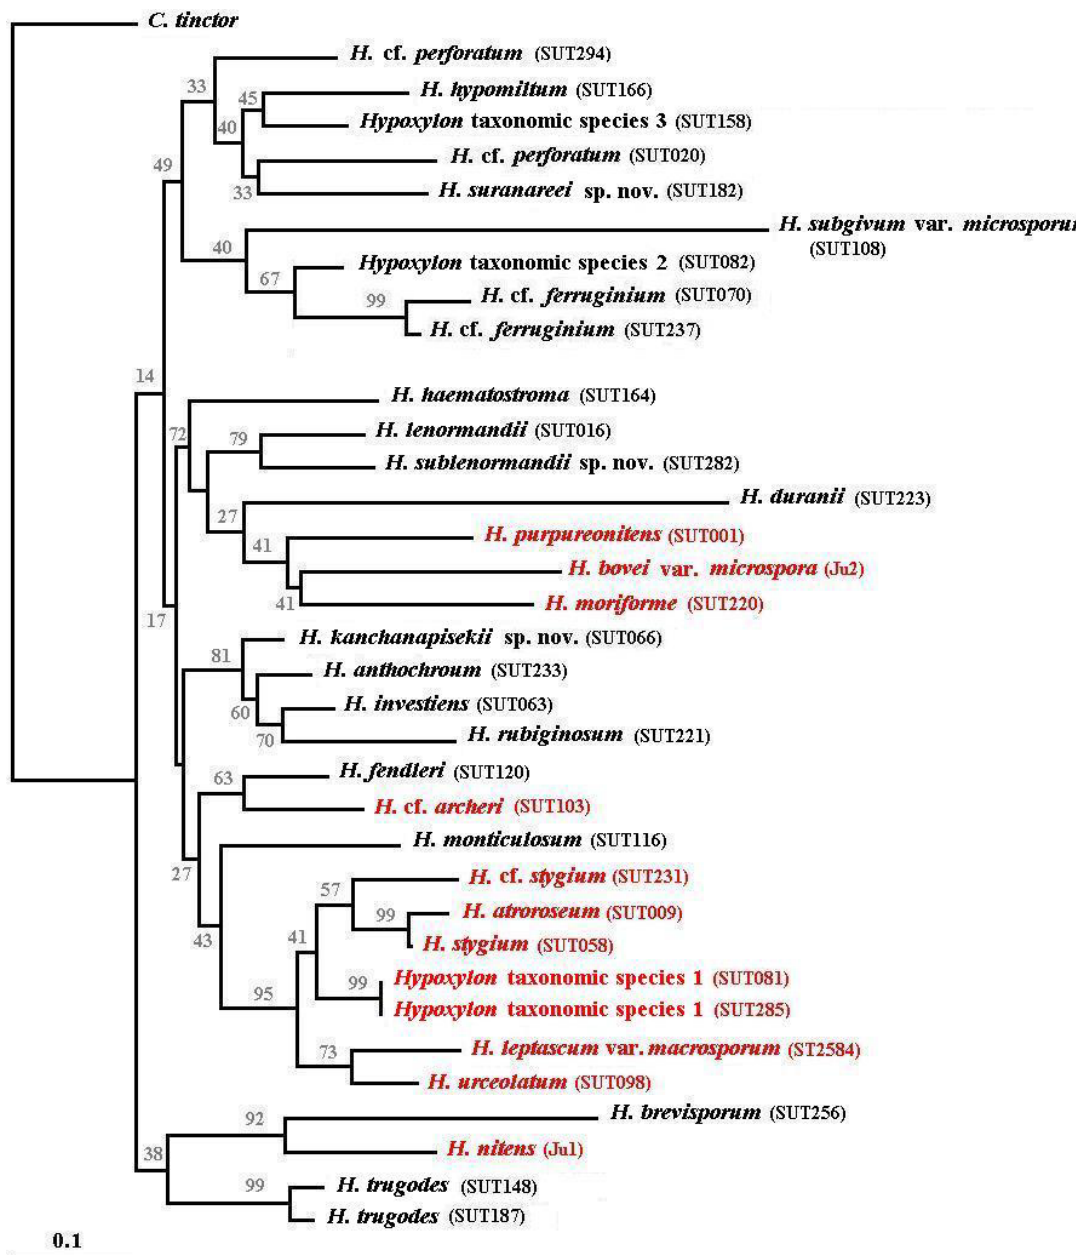 C. tinctor
H. cf. perforatum (SUT294)
33
H. hypomiltum (SUT166)
45
Hypoxylon taxonomic species 3 (SUT158)
40
H. cf. perforatum (SUT020)
49
33
H. suranareei sp. nov. (SUT182)
H. subgivum var. microsporum
(SUT108)
40
Hypoxylon taxonomic species 2 (SUT082)
67
H. cf. ferruginium (SUT070)
99
H. cf. ferruginium (SUT237)
14
H. haematostroma (SUT164)
72
H. lenormandii (SUT016)
79
H. sublenormandii sp. nov. (SUT282)
H. duranii (SUT223)
27
H. purpureonitens (SUT001)
41
H. bovei var. microspora (Ju2)
41
H. moriforme (SUT220)
17
H. kanchanapisekii sp. nov. (SUT066)
81
H. anthochroum (SUT233)
H. investiens (SUT063)
60
H. rubiginosum (SUT221)
70
H. fendleri (SUT120)
63
H. cf. archeri (SUT103)
H. monticulosum (SUT116)
27
H. cf. stygium (SUT231)
57
H. atroroseum (SUT009)
99
43
41
H. stygium (SUT058)
Hypoxylon taxonomic species 1 (SUT081)
99
95
Hypoxylon taxonomic species 1 (SUT285)
H. leptascum var. macrosporum (ST2584)
73
H. urceolatum (SUT098)
H. brevisporum (SUT256)
92
H. nitens (Ju1)
38
H. trugodes (SUT148)
99
H. trugodes (SUT187)
0.1